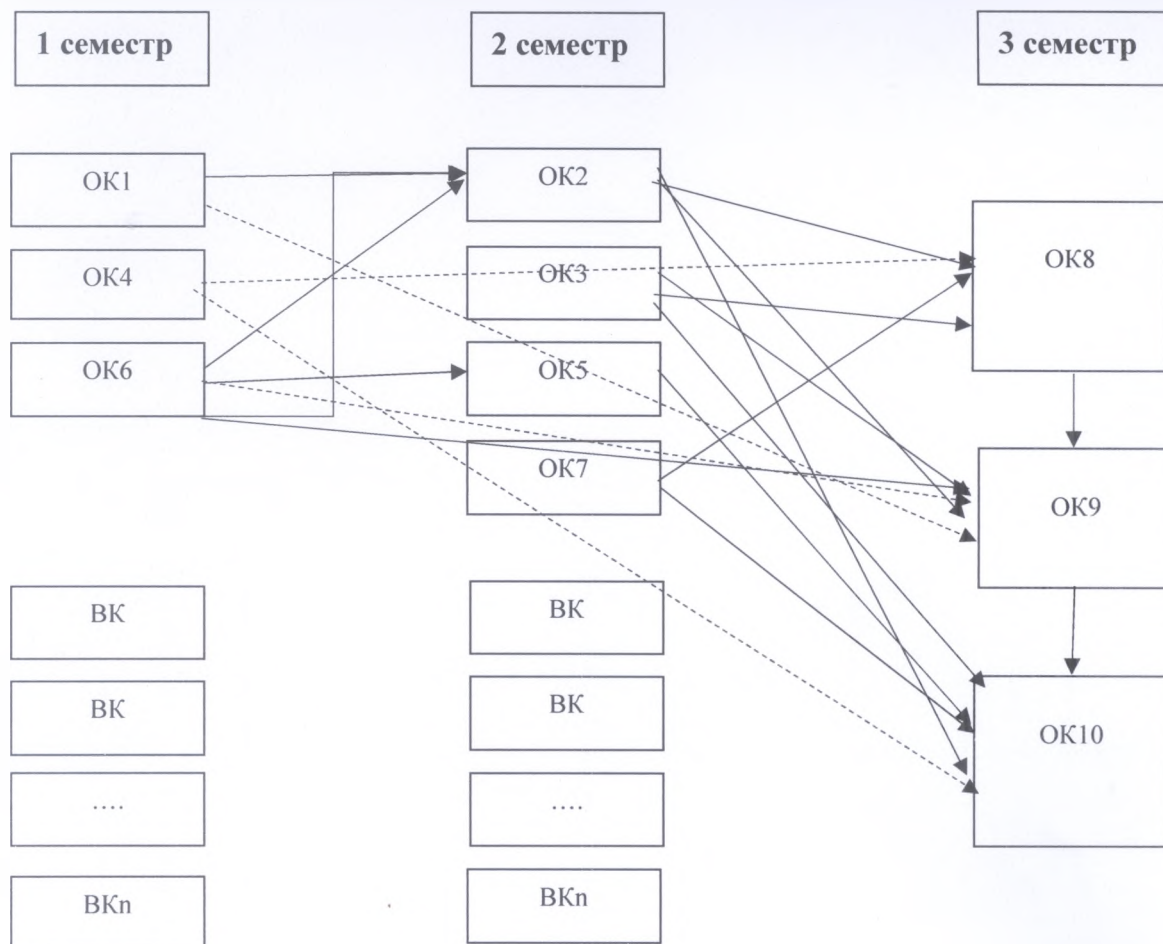 1 семестр
2 семестр
3 семестр
ОК1
ОК2
ОК8
ОК4
ОК3
ОК6
ОК5
ОК7
ОК9
ВК
ВК
ВК
ВК
ОК10
....
....
ВКn
ВКn